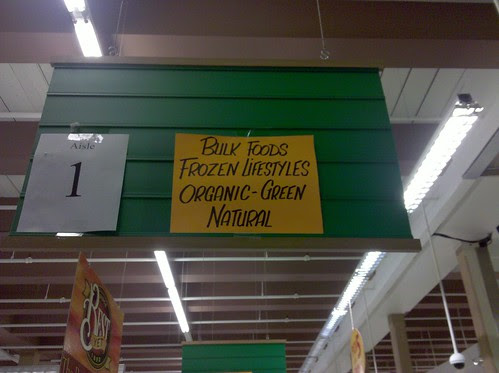 Aisle
1
BULK FOODS
FROZEN LIFESTYLES
ORGANIC-GREEN
NATURAL